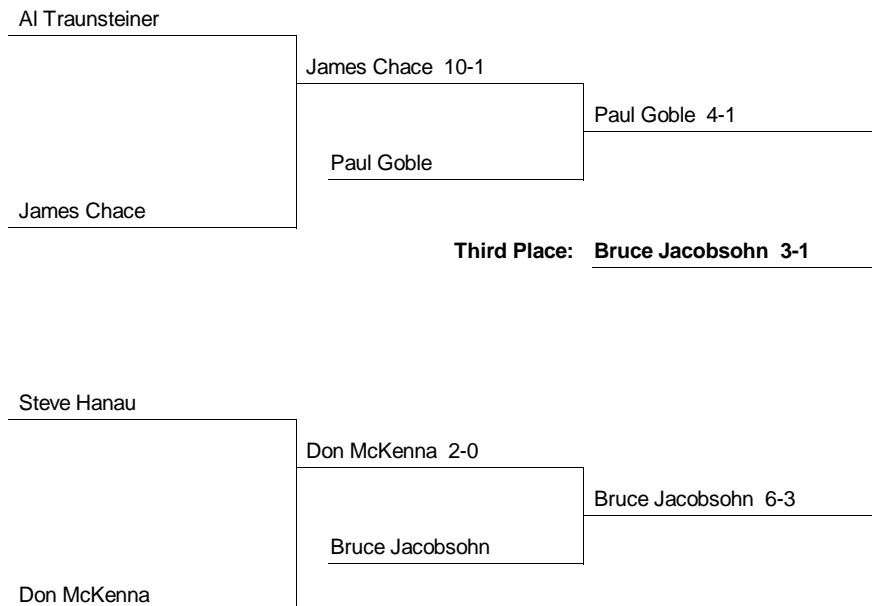 Al Traunsteiner
James Chace 10-1
Paul Goble 4-1
Paul Goble
James Chace
Third Place: Bruce Jacobsohn 3-1
Steve Hanau
Don McKenna 2-0
Bruce Jacobsohn 6-3
Bruce Jacobsohn
Don McKenna